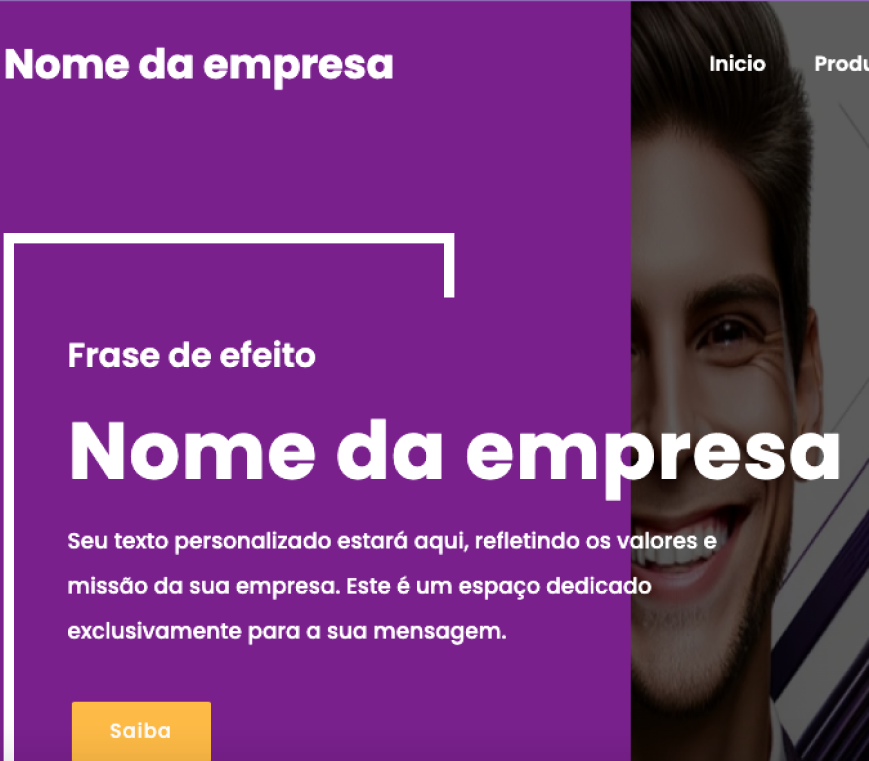 Nome da empresa
Inicio
Produ
Frase de efeito
Nome da empresa
Seu texto personalizado estará aqui, refletindo os valores e
missão da sua empresa. Este é um espaço dedicado
exclusivamente para a sua mensagem.
Saiba